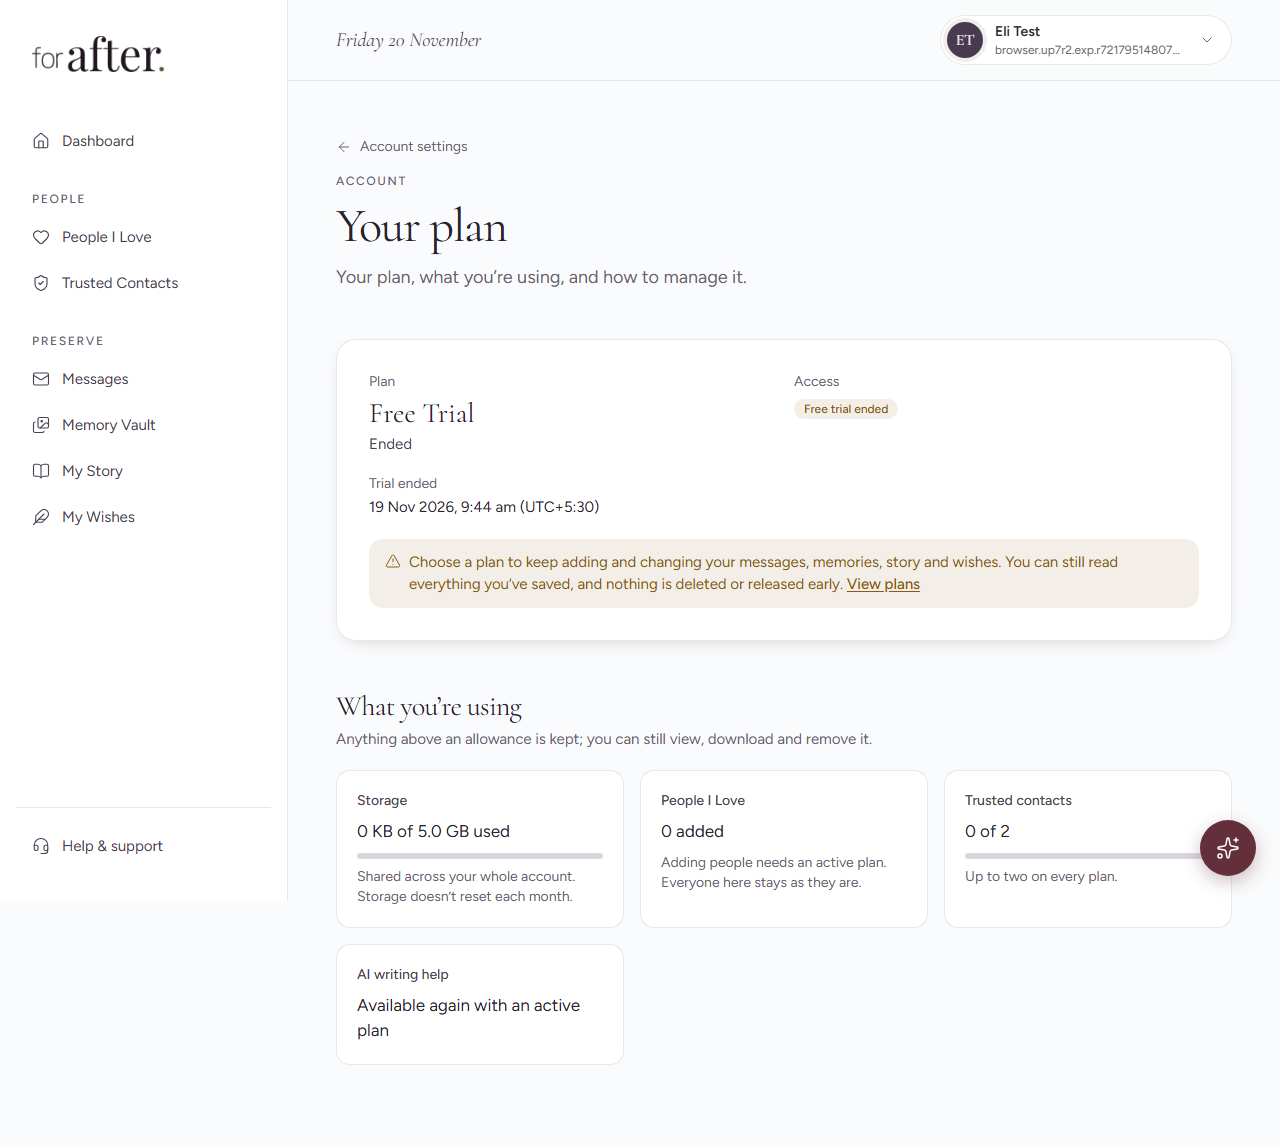 for after.
Friday 20 November
ET
Eli Test
browser.up7r2.exp.r72179514807...
Dashboard
PEOPLE
People I Love
Trusted Contacts
PRESERVE
Messages
Memory Vault
My Story
My Wishes
Help & support
Account settings
ACCOUNT
Your plan
Your plan, what you’re using, and how to manage it.
Plan
Free Trial
Ended
Access
Free trial ended
Trial ended
19 Nov 2026, 9:44 am (UTC+5:30)
Choose a plan to keep adding and changing your messages, memories, story and wishes. You can still read
everything you’ve saved, and nothing is deleted or released early. View plans
What you’re using
Anything above an allowance is kept; you can still view, download and remove it.
Storage
0 KB of 5.0 GB used
Shared across your whole account.
Storage doesn’t reset each month.
People I Love
0 added
Adding people needs an active plan.
Everyone here stays as they are.
Trusted contacts
0 of 2
Up to two on every plan.
AI writing help
Available again with an active
plan